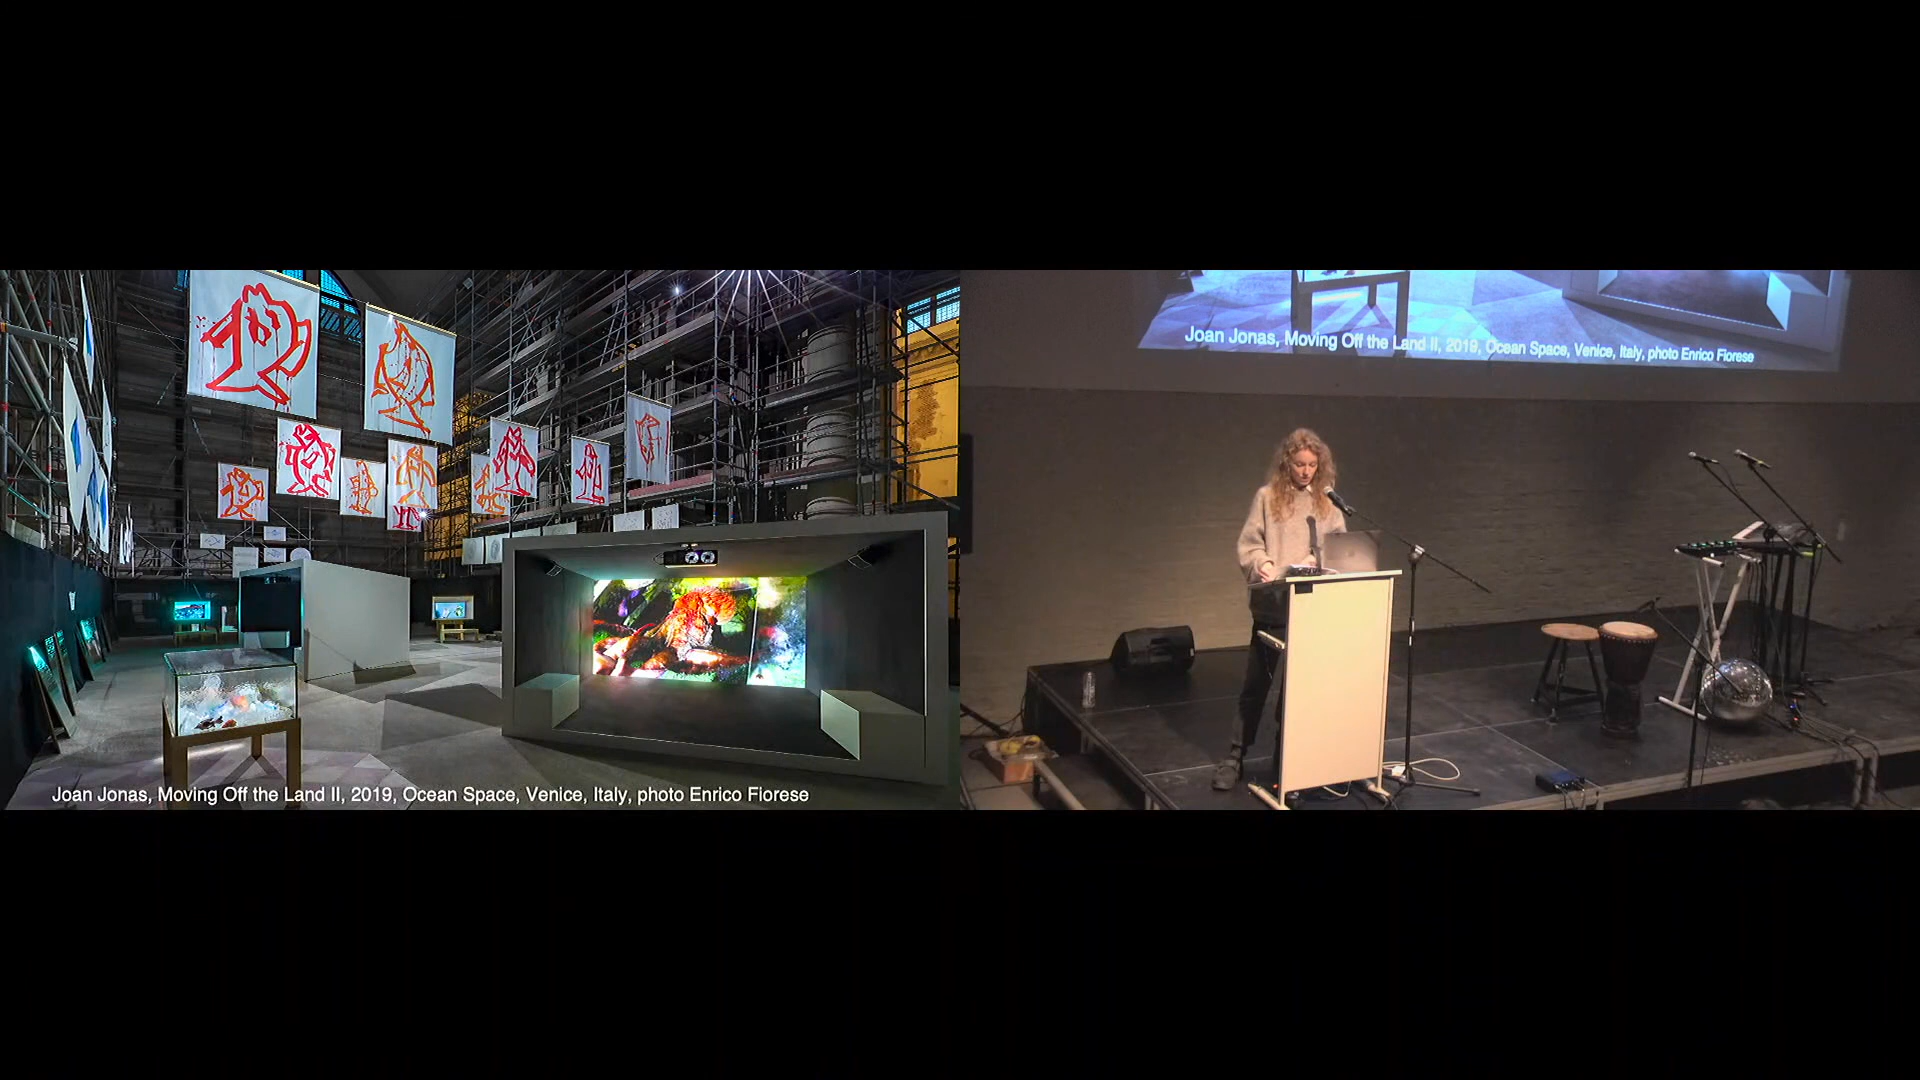 Joan Jonas, Moving Off the Land II, 2019, Ocean Space, Venice, Italy, photo Enrico Fiorese
Joan Jonas, Moving Off the Land II, 2019, Ocean Space, Venice, Italy, photo Enrico Fiorese